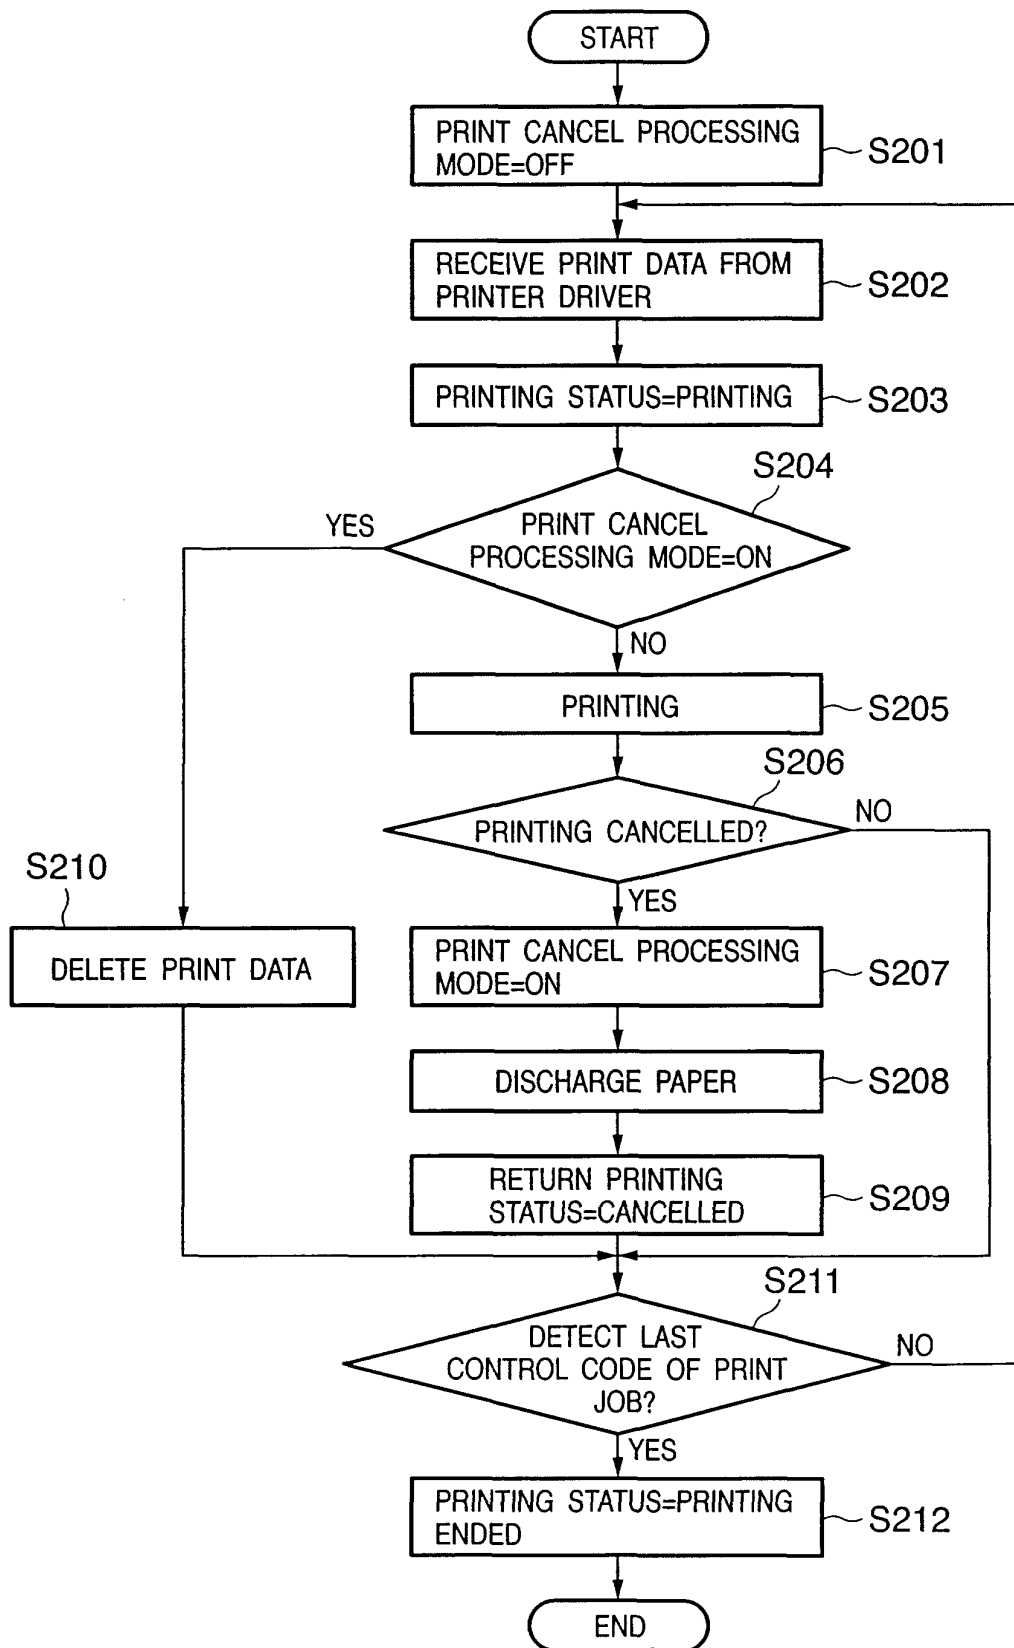 START
PRINT CANCEL PROCESSING
MODE=OFF
S201
RECEIVE PRINT DATA FROM
PRINTER DRIVER
S202
PRINTING STATUS=PRINTING
S203
S204
YES
PRINT CANCEL
PROCESSING MODE=ON
NO
PRINTING
S205
S206
PRINTING CANCELLED?
NO
YES
S210
DELETE PRINT DATA
PRINT CANCEL PROCESSING
MODE=ON
S207
DISCHARGE PAPER
S208
RETURN PRINTING
STATUS=CANCELLED
S209
S211
DETECT LAST
CONTROL CODE OF PRINT
JOB?
NO
YES
PRINTING STATUS=PRINTING
ENDED
S212
END